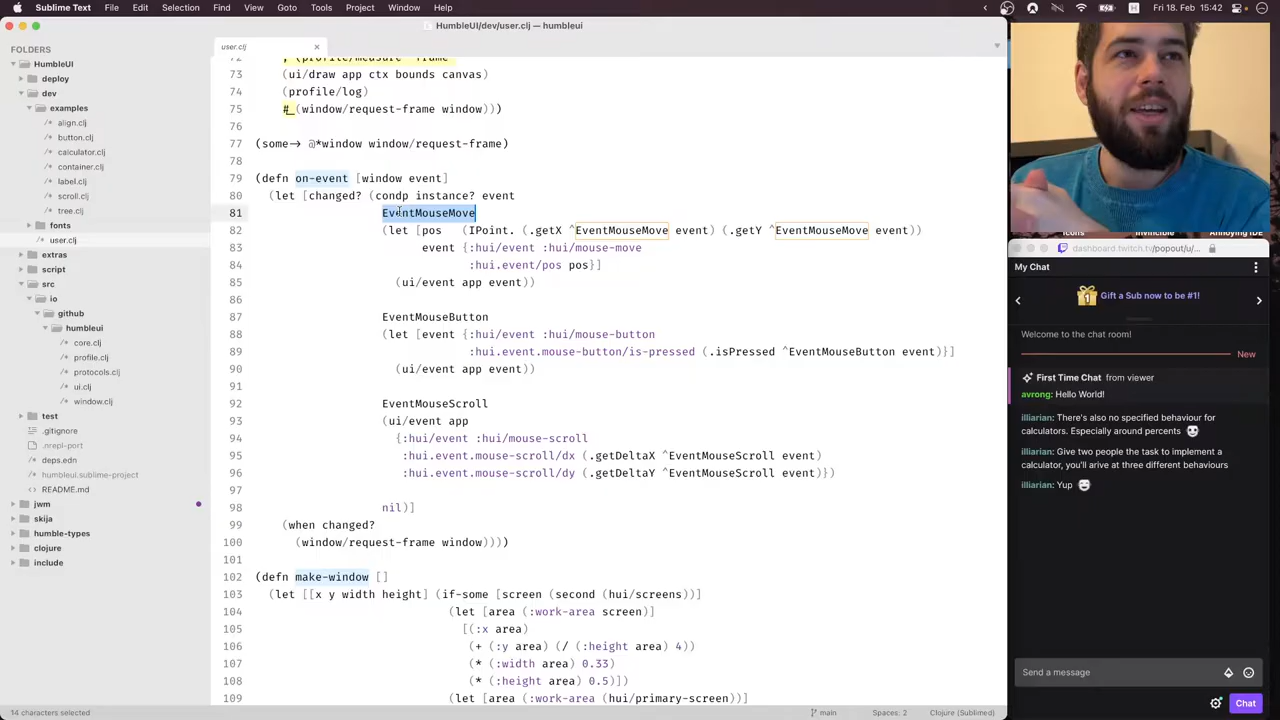 Sublime Text File Edit Selection Find View Goto Tools Project Window Help Fri 18. Feb 15:42
HumbleUI/dev/user.clj — humbleui
FOLDERS
HumbleUI
deploy
dev
examples
/* align.clj
/* button.clj
/* calculator.clj
/* container.clj
/* label.clj
/* scroll.clj
/* tree.clj
fonts
/* user.clj
extras
script
src
io
github
humbleui
/* core.clj
/* profile.clj
/* protocols.clj
/* ui.clj
/* window.clj
test
.gitignore
.nrepl-port
deps.edn
humbleui.sublime-project
README.md
jwm
skija
humble-types
clojure
include
user.clj ×
72 ; (profile/measure "frame"
73 (ui/draw app ctx bounds canvas)
74 (profile/log)
75 #_(window/request-frame window)))
76
77 (some-> @*window window/request-frame)
78
79 (defn on-event [window event]
80 (let [changed? (condp instance? event
81 EventMouseMove
82 (let [pos (IPoint. (.getX ^EventMouseMove event) (.getY ^EventMouseMove event))
83 event {:hui/event :hui/mouse-move
84 :hui.event/pos pos}]
85 (ui/event app event))
86
87 EventMouseButton
88 (let [event {:hui/event :hui/mouse-button
89 :hui.event.mouse-button/is-pressed (.isPressed ^EventMouseButton event)}]
90 (ui/event app event))
91
92 EventMouseScroll
93 (ui/event app
94 {:hui/event :hui/mouse-scroll
95 :hui.event.mouse-scroll/dx (.getDeltaX ^EventMouseScroll event)
96 :hui.event.mouse-scroll/dy (.getDeltaY ^EventMouseScroll event)})
97
98 nil)]
99 (when changed?
100 (window/request-frame window))))
101
102 (defn make-window []
103 (let [[x y width height] (if-some [screen (second (hui/screens))]
104 (let [area (:work-area screen)]
105 [(:x area)
106 (+ (:y area) (/ (:height area) 4))
107 (* (:width area) 0.33)
108 (* (:height area) 0.5)])
109 (let [area (:work-area (hui/primary-screen))]
14 characters selected
main
Spaces: 2
Clojure (Sublimed)
Icons Invincible Annoying IDE
dashboard.twitch.tv/popout/u/...
My Chat
1 Gift a Sub now to be #1!
Welcome to the chat room!
New
First Time Chat from viewer
avrong: Hello World!
illiarian: There's also no specified behaviour for
calculators. Especially around percents
illiarian: Give two people the task to implement a
calculator, you'll arive at three different behaviours
illiarian: Yup
Send a message
Chat